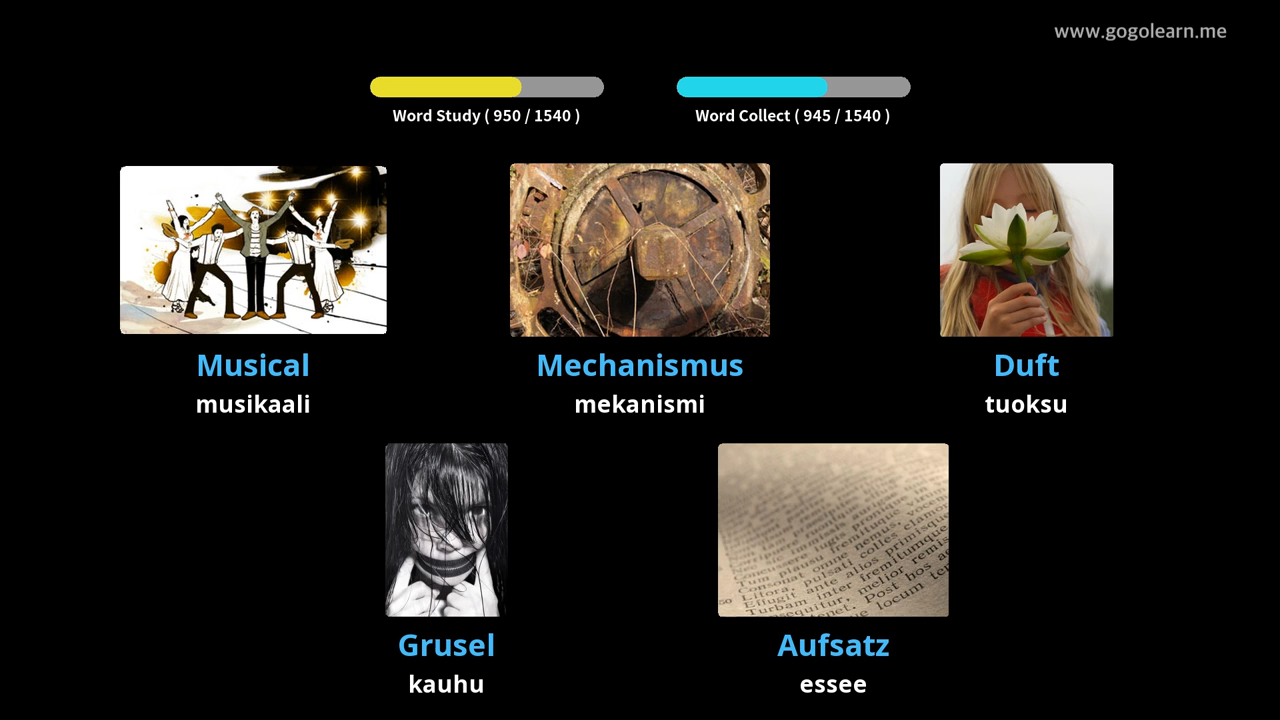 www.gogolearn.me
Word Study ( 950 / 1540 )
Word Collect ( 945 / 1540 )
Musical
musikaali
Mechanismus
mekanismi
Duft
tuoksu
Grusel
kauhu
Aufsatz
essee